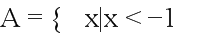 A = { x|x < −1